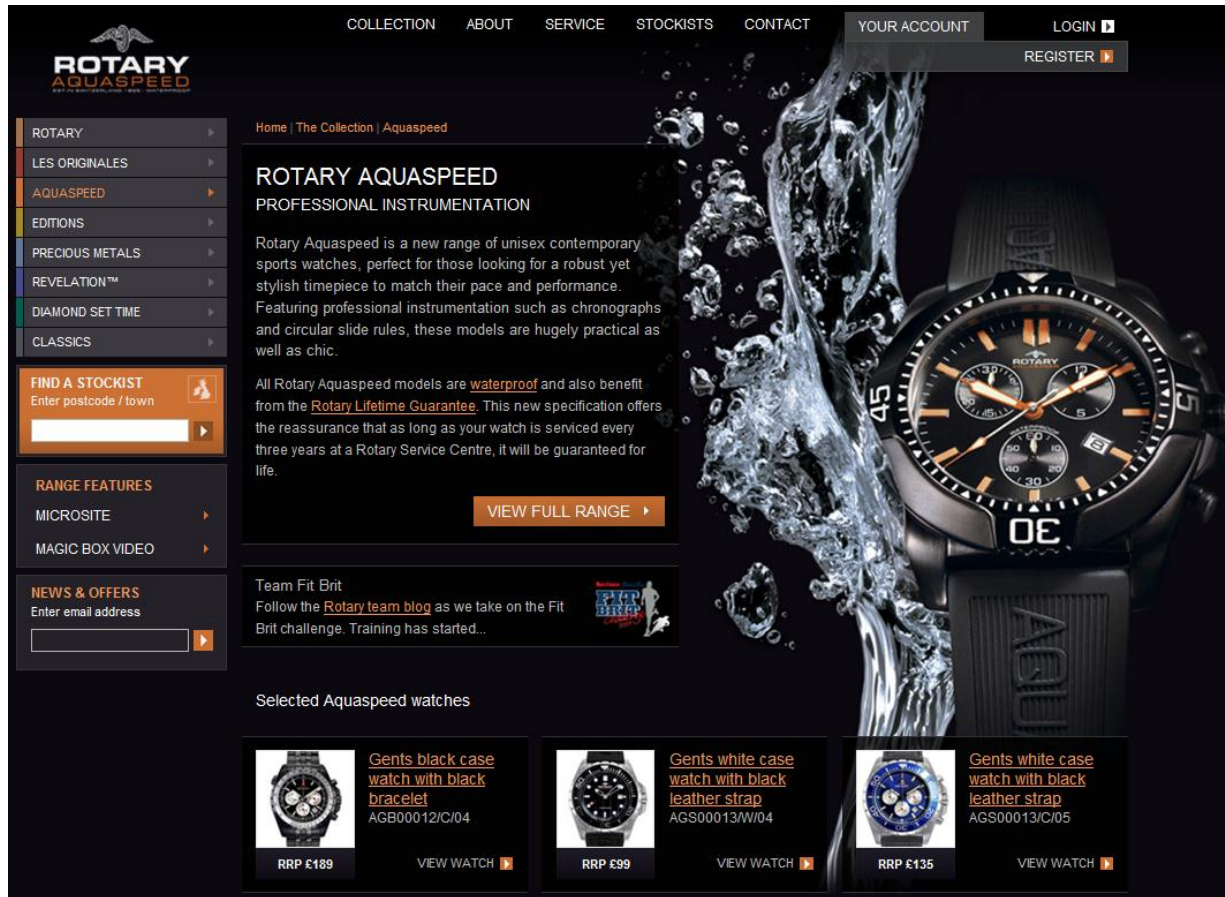 COLLECTION ABOUT SERVICE STOCKISTS CONTACT YOUR ACCOUNT LOGIN
REGISTER
ROTARY
AQUASPEED
ROTARY
LES ORIGINALES
AQUASPEED
EDITIONS
PRECIOUS METALS
REVELATION™
DIAMOND SET TIME
CLASSICS
FIND A STOCKIST
Enter postcode / town
RANGE FEATURES
MICROSITE
MAGIC BOX VIDEO
NEWS & OFFERS
Enter email address
Home | The Collection | Aquaspeed
ROTARY AQUASPEED
PROFESSIONAL INSTRUMENTATION
Rotary Aquaspeed is a new range of unisex contemporary
sports watches, perfect for those looking for a robust yet
stylish timepiece to match their pace and performance.
Featuring professional instrumentation such as chronographs
and circular slide rules, these models are hugely practical as
well as chic.
All Rotary Aquaspeed models are waterproof and also benefit
from the Rotary Lifetime Guarantee. This new specification offers
the reassurance that as long as your watch is serviced every
three years at a Rotary Service Centre, it will be guaranteed for
life.
VIEW FULL RANGE
Team Fit Brit
Follow the Rotary team blog as we take on the Fit
Brit challenge. Training has started...
FIT
BRIT
ROTARY
WATERPROOF
60
50 10
40 20
30
5
8
45
15
30
AQU
Selected Aquaspeed watches
Gents black case
watch with black
bracelet
AGB00012/C/04
RRP £189
VIEW WATCH
Gents white case
watch with black
leather strap
AGS00013/W/04
RRP £99
VIEW WATCH
Gents white case
watch with black
leather strap
AGS00013/C/05
RRP £135
VIEW WATCH